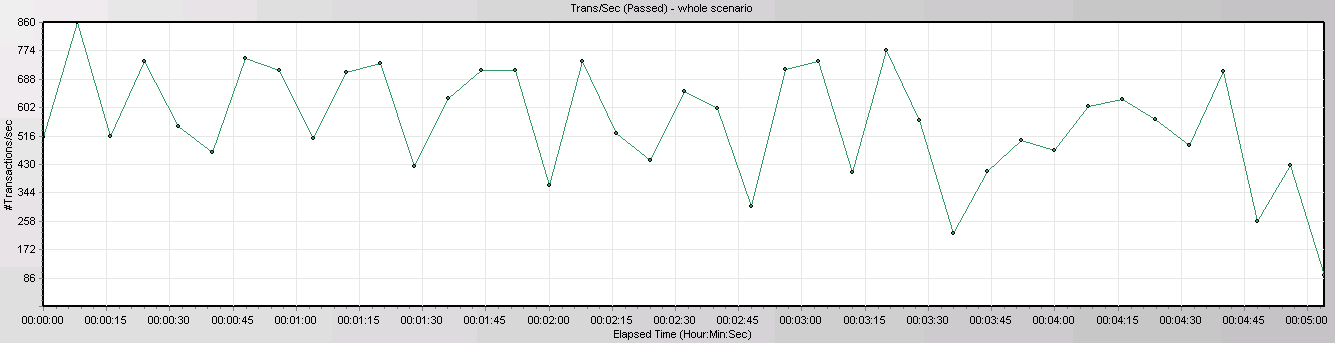 Trans/Sec (Passed) - whole scenario
#Transactions/sec
860
774
688
602
516
430
344
258
172
86
00:00:00 00:00:15 00:00:30 00:00:45 00:01:00 00:01:15 00:01:30 00:01:45 00:02:00 00:02:15 00:02:30 00:02:45 00:03:00 00:03:15 00:03:30 00:03:45 00:04:00 00:04:15 00:04:30 00:04:45 00:05:00
Elapsed Time (Hour:Min:Sec)